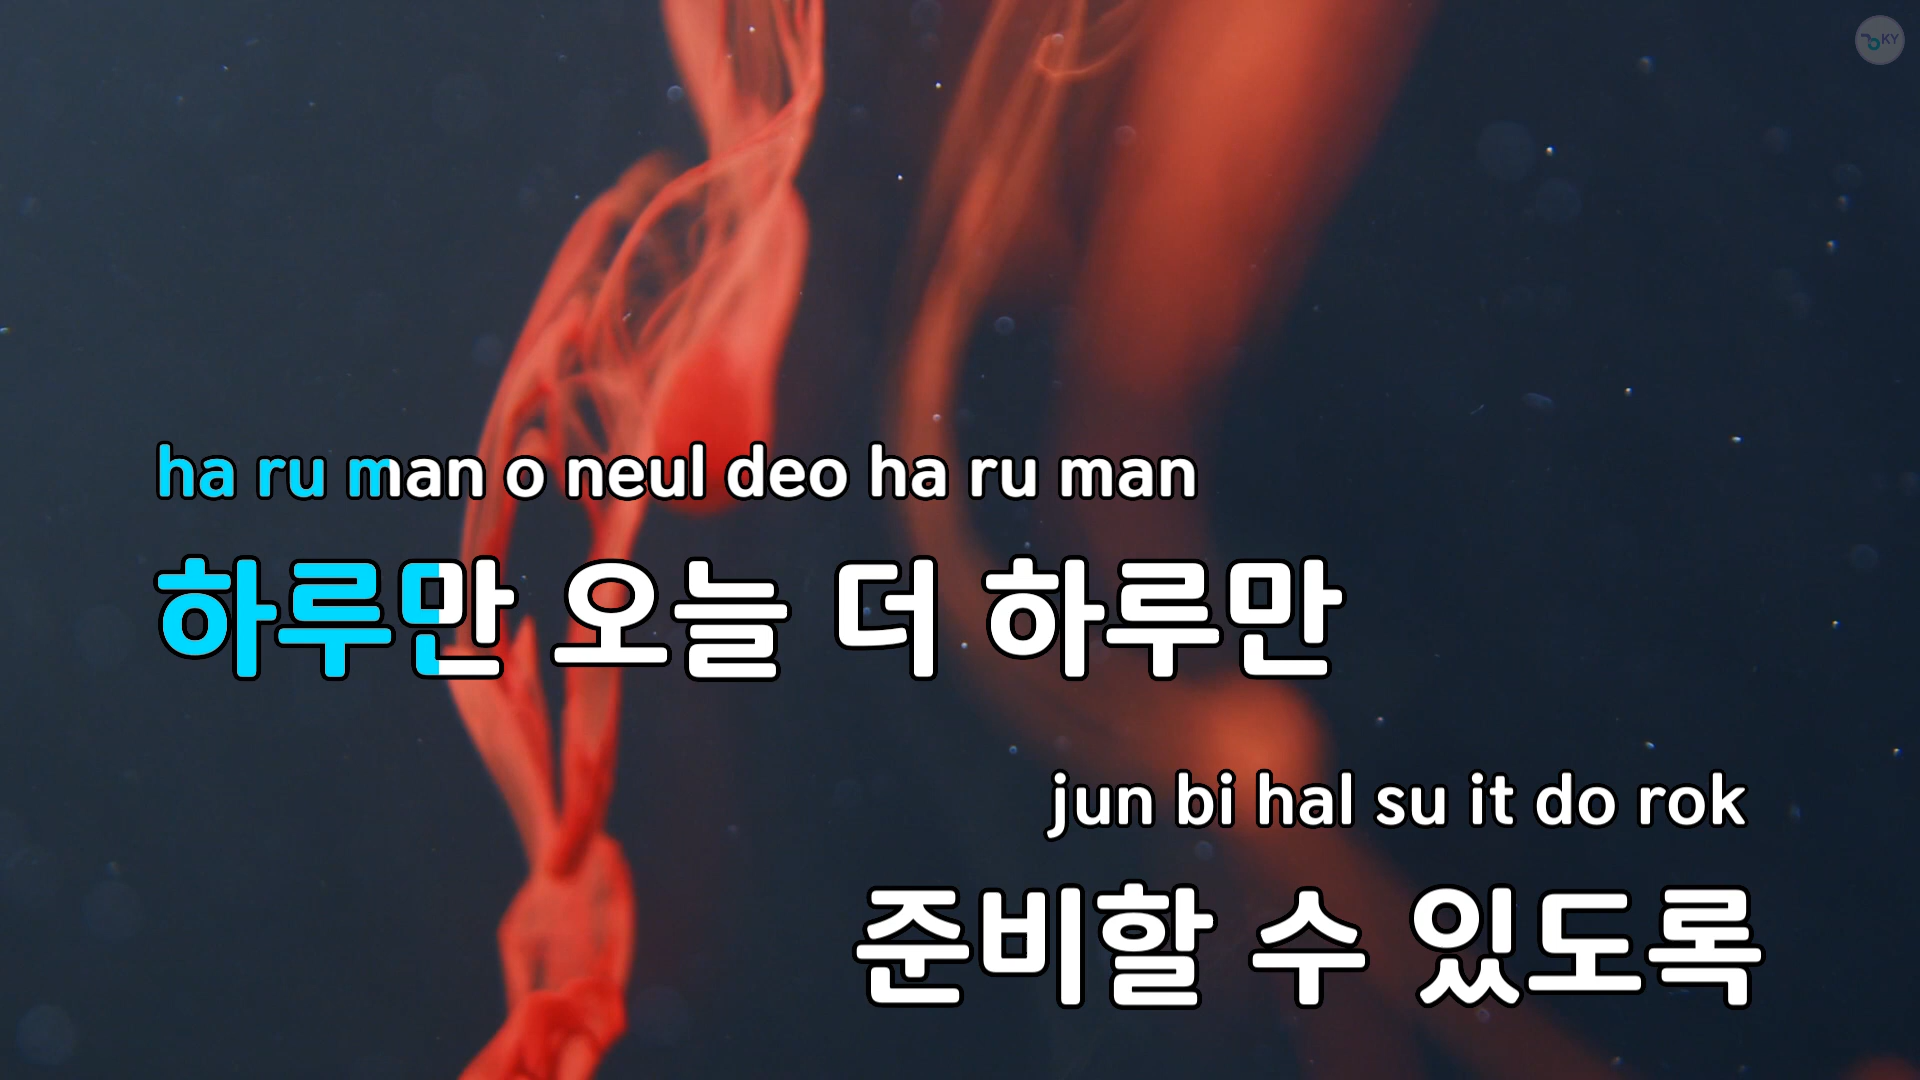 KY
ha ru man o neul deo ha ru man
하루만 오늘 더 하루만
jun bi hal su it do rok
준비할 수 있도록